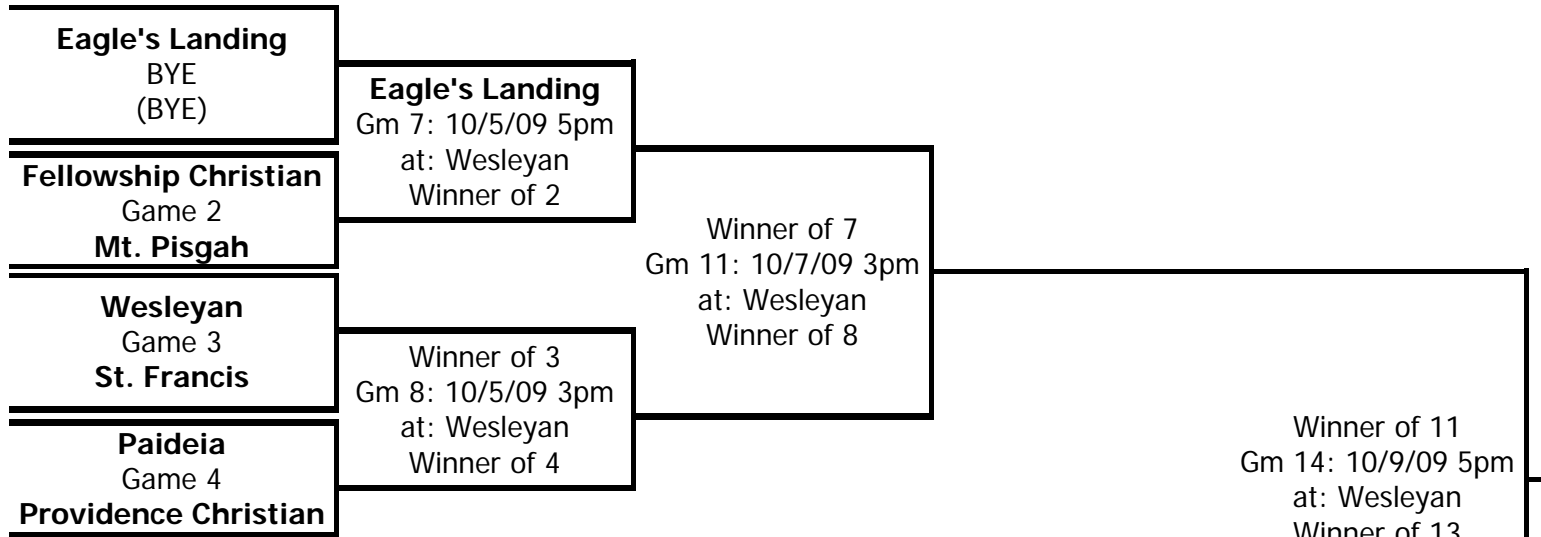 Eagle's Landing
BYE
(BYE)
Fellowship Christian
Game 2
Mt. Pisgah
Wesleyan
Game 3
St. Francis
Paideia
Game 4
Providence Christian
Eagle's Landing
Gm 7: 10/5/09 5pm
at: Wesleyan
Winner of 2
Winner of 3
Gm 8: 10/5/09 3pm
at: Wesleyan
Winner of 4
Winner of 7
Gm 11: 10/7/09 3pm
at: Wesleyan
Winner of 8
Winner of 11
Gm 14: 10/9/09 5pm
at: Wesleyan
Winner of 13